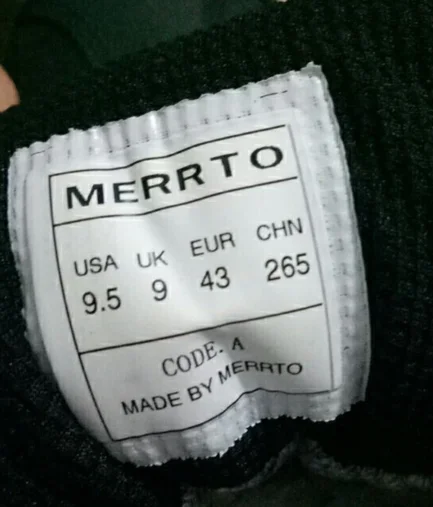 MERRTO
USA UK EUR CHN
9.5 9 43 265
CODE. A
MADE BY MERRTO